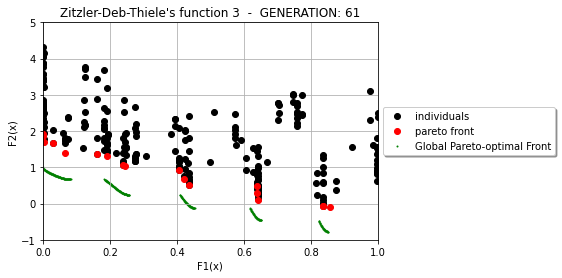 Zitzler-Deb-Thiele's function 3 - GENERATION: 61
5
4
3
2
1
0
−1
F2(x)
0.0 0.2 0.4 0.6 0.8 1.0
F1(x)
individuals
pareto front
Global Pareto-optimal Front